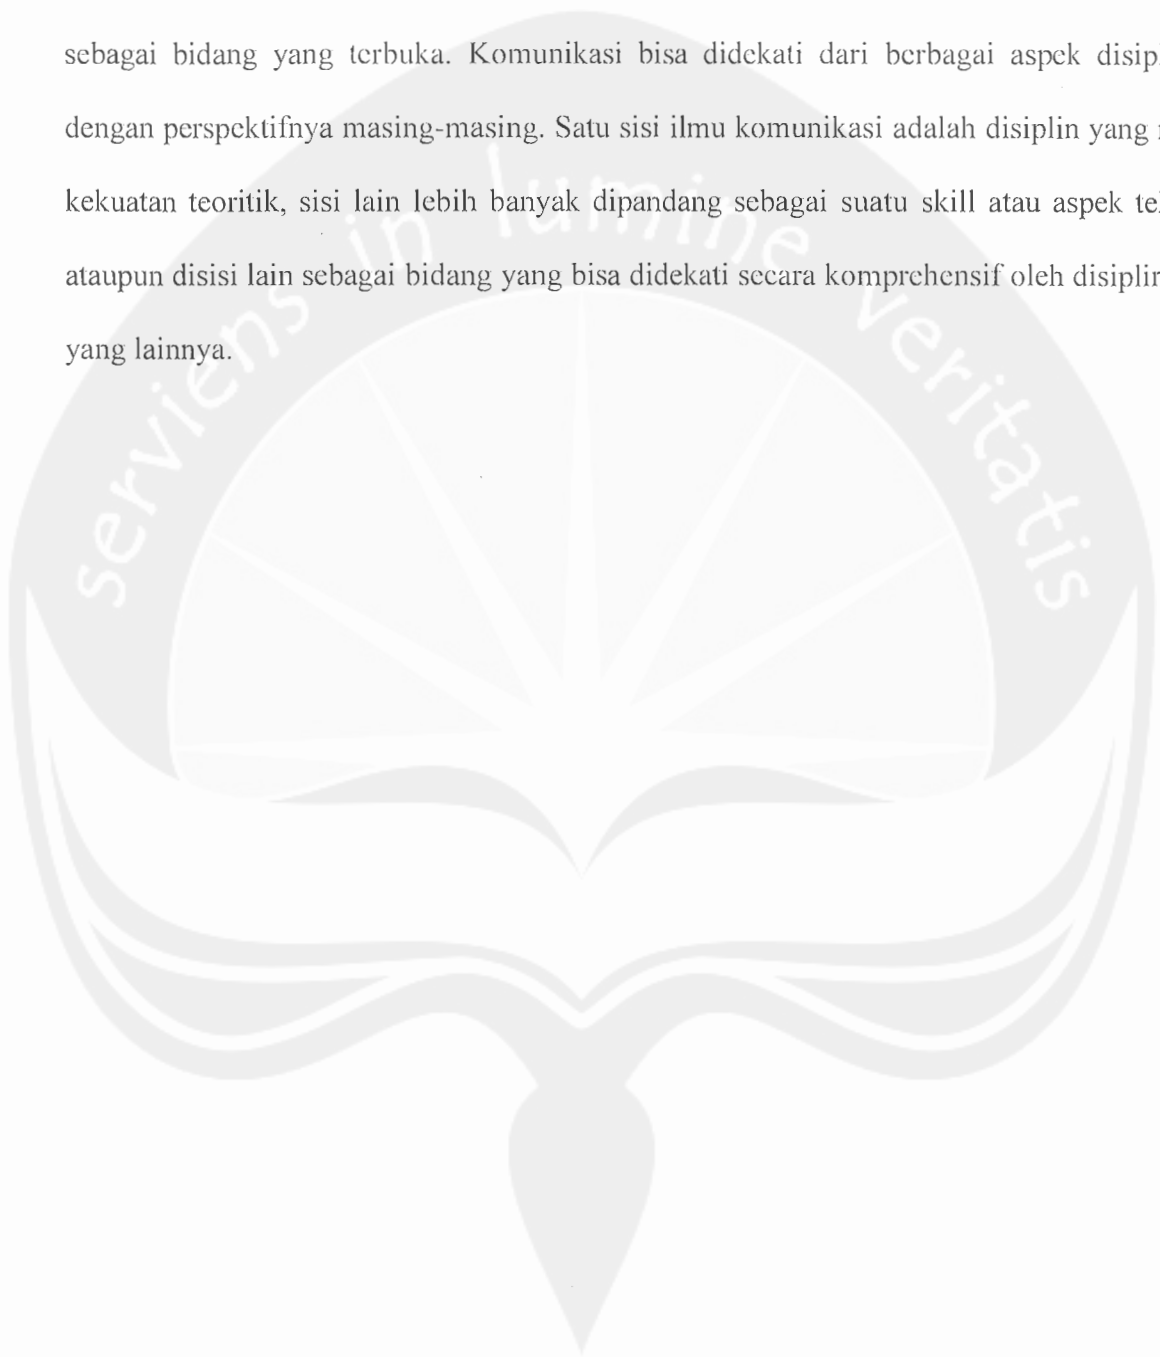 sebagai bidang yang terbuka. Komunikasi bisa didekati dari berbagai aspek disip
dengan perspektifnya masing-masing. Satu sisi ilmu komunikasi adalah disiplin yang
kekuatan teoritik, sisi lain lebih banyak dipandang sebagai suatu skill atau aspek
ataupun disisi lain sebagai bidang yang bisa didekati secara komprehensif oleh disiplin
yang lainnya.
serviens in lumine veritatis